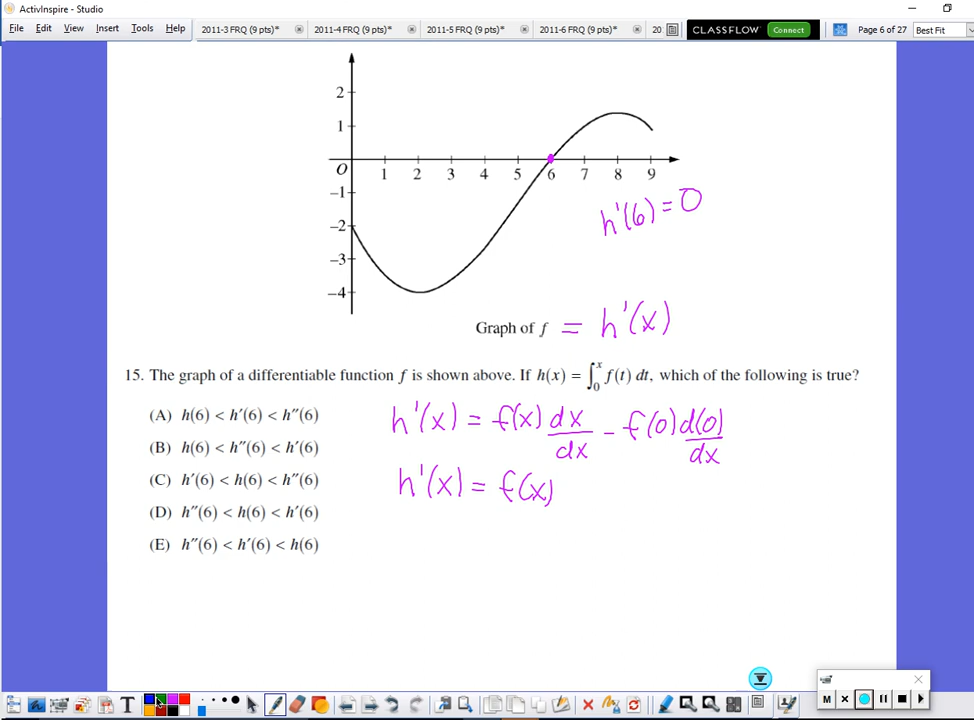 ActivInspire - Studio
File Edit View Insert Tools Help 2011-3 FRQ (9 pts)* 2011-4 FRQ (9 pts)* 2011-5 FRQ (9 pts)* 2011-6 FRQ (9 pts)* 20 CLASSFLOW Connect Page 6 of 27 Best Fit
2
1
O 1 2 3 4 5 6 7 8 9
−1
−2
−3
−4
h'(6) = 0
Graph of f = h'(x)
15. The graph of a differentiable function f is shown above. If h(x) = ∫₀ˣ f(t) dt, which of the following is true?
(A) h(6) < h′(6) < h″(6)
(B) h(6) < h″(6) < h′(6)
(C) h′(6) < h(6) < h″(6)
(D) h″(6) < h(6) < h′(6)
(E) h″(6) < h′(6) < h(6)
h'(x) = f(x) dx/dx - f(0) d(0)/dx
h'(x) = f(x)
T
M